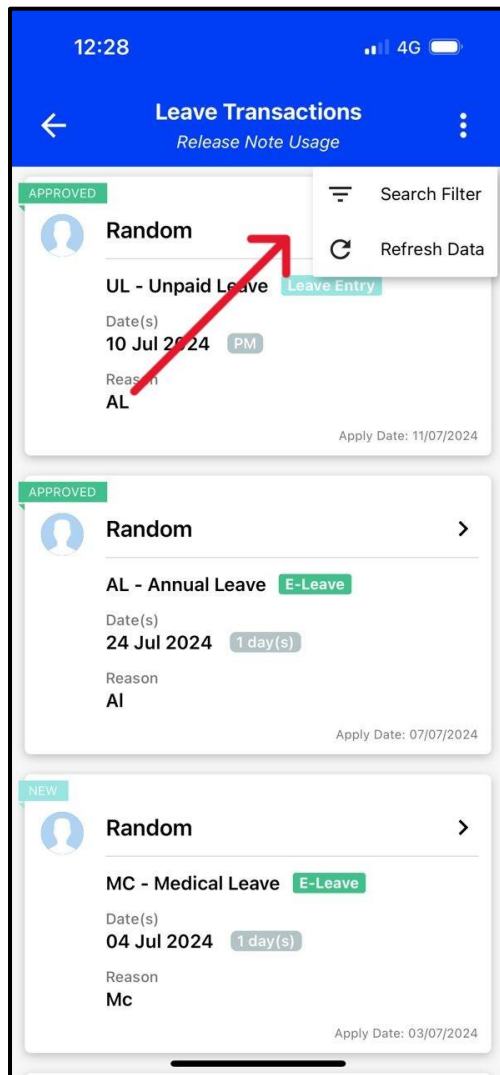 12:28
4G
Leave Transactions
Release Note Usage
Search Filter
Refresh Data
APPROVED
Random
UL - Unpaid Leave Leave Entry
Date(s)
10 Jul 2024 PM
Reason
AL
Apply Date: 11/07/2024
APPROVED
Random
AL - Annual Leave E-Leave
Date(s)
24 Jul 2024 1 day(s)
Reason
Al
Apply Date: 07/07/2024
NEW
Random
MC - Medical Leave E-Leave
Date(s)
04 Jul 2024 1 day(s)
Reason
Mc
Apply Date: 03/07/2024